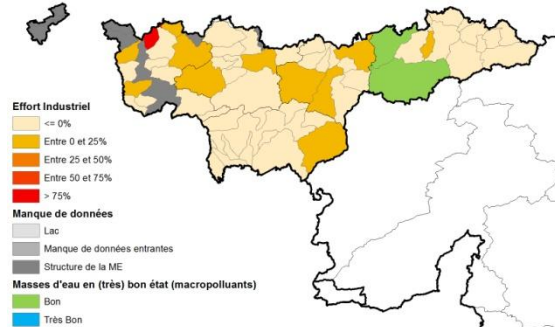 Effort Industriel
<= 0%
Entre 0 et 25%
Entre 25 et 50%
Entre 50 et 75%
> 75%
Manque de données
Lac
Manque de données entrantes
Structure de la ME
Masses d'eau en (très) bon état (macropolluants)
Bon
Très Bon